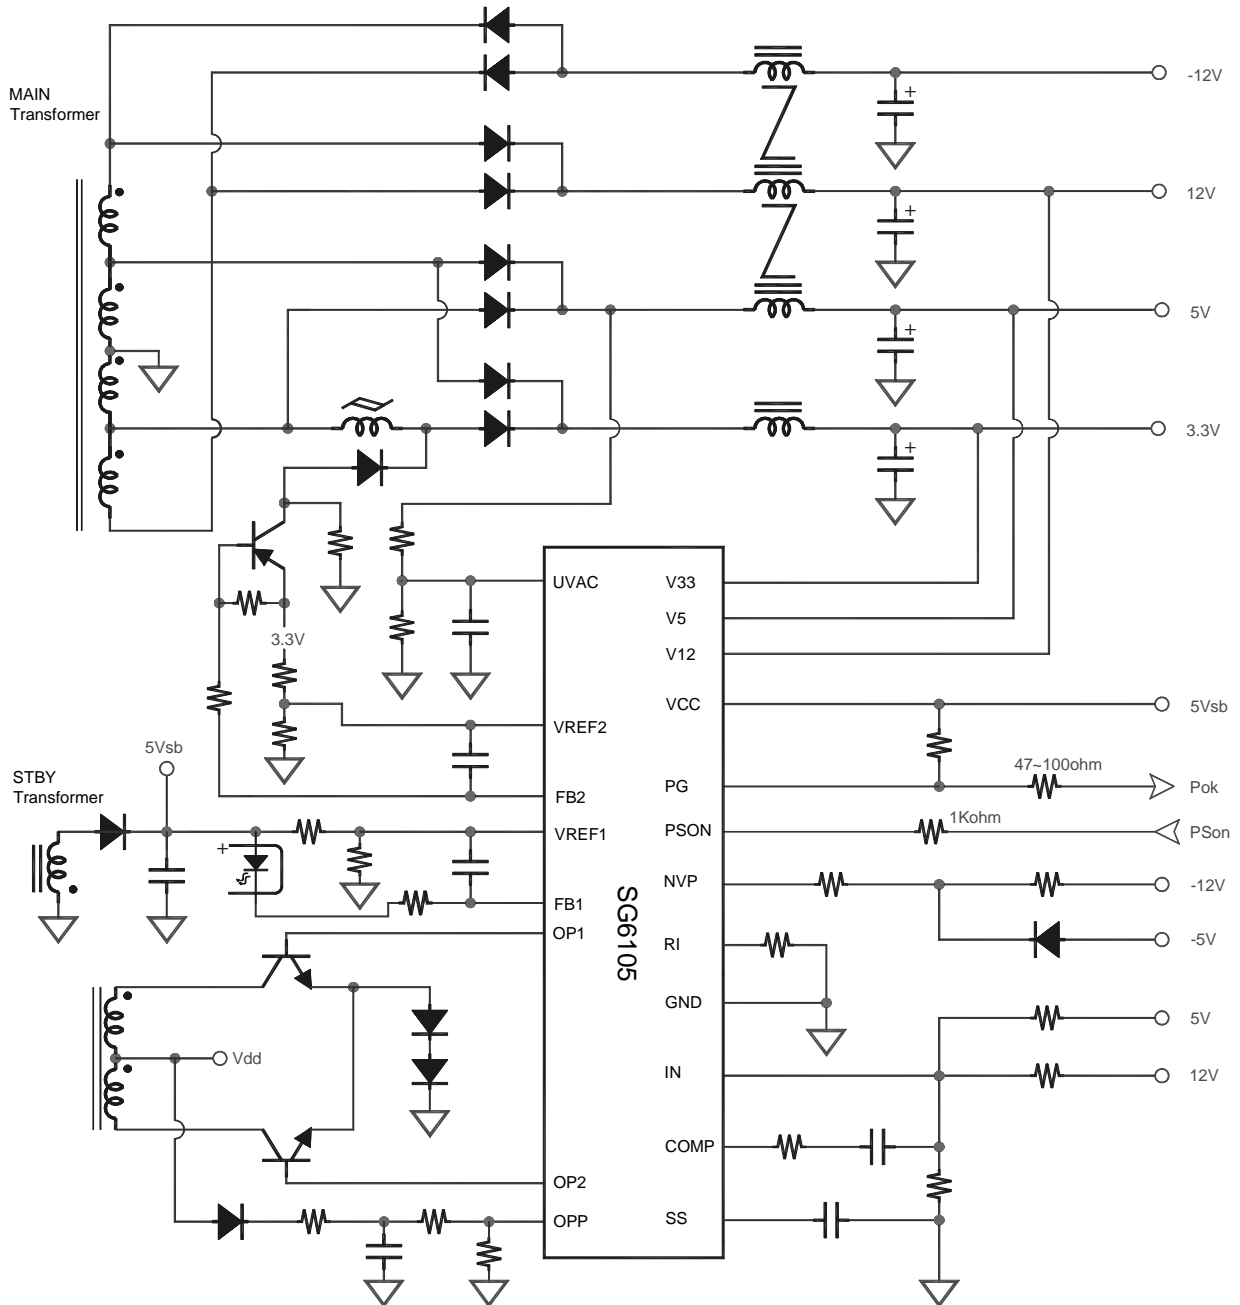 -12V
MAIN
Transformer
+
12V
+
5V
+
3.3V
+
UVAC
V33
V5
3.3V
V12
VCC
5Vsb
VREF2
5Vsb
47~100ohm
STBY
Transformer
PG
Pok
FB2
1Kohm
VREF1
PSON
PSon
+
NVP
-12V
FB1
OP1
SG6105
RI
-5V
GND
5V
Vdd
IN
12V
COMP
OP2
OPP
SS